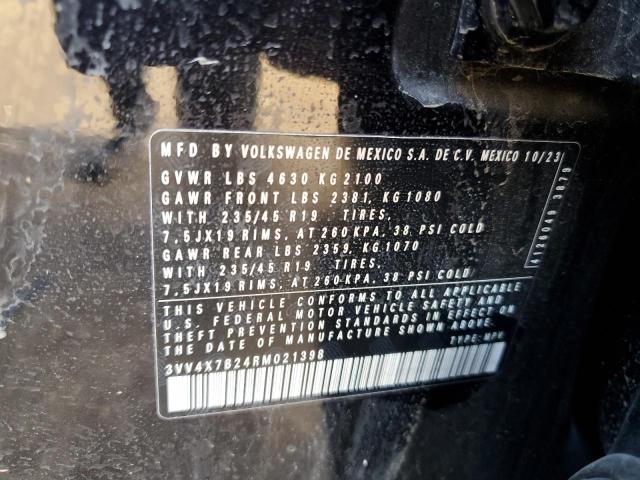 MFD BY VOLKSWAGEN DE MEXICO S.A. DE C.V. MEXICO 10/23
GVWR LBS 4630 KG 2100
GAWR FRONT LBS 2381, KG 1080
WITH 235/45 R19 TIRES,
7,5JX19 RIMS, AT 260 KPA, 38 PSI COLD
GAWR REAR LBS 2359, KG 1070
WITH 235/45 R19 TIRES,
7,5JX19 RIMS, AT 260 KPA, 38 PSI COLD
THIS VEHICLE CONFORMS TO ALL APPLICABLE
U.S. FEDERAL MOTOR VEHICLE SAFETY AND
THEFT PREVENTION STANDARDS IN EFFECT ON
THE DATE OF MANUFACTURE SHOWN ABOVE.
TYPE:
3VV4X7B24RM021398
3879